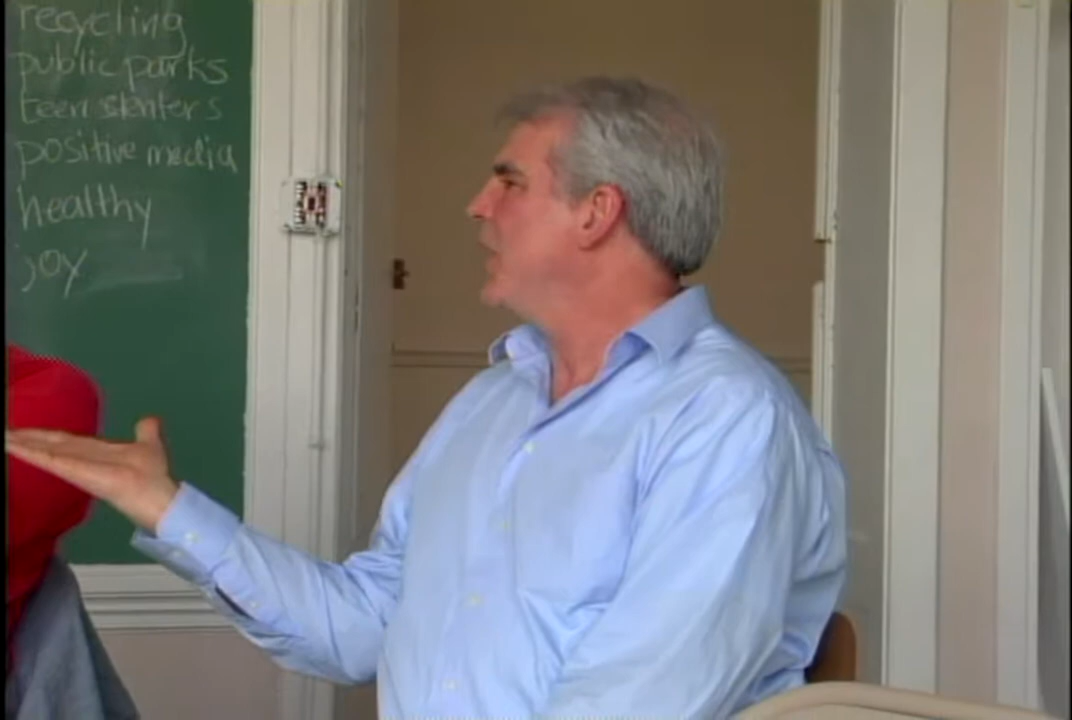 recycling
public parks
teen centers
positive media
healthy
joy